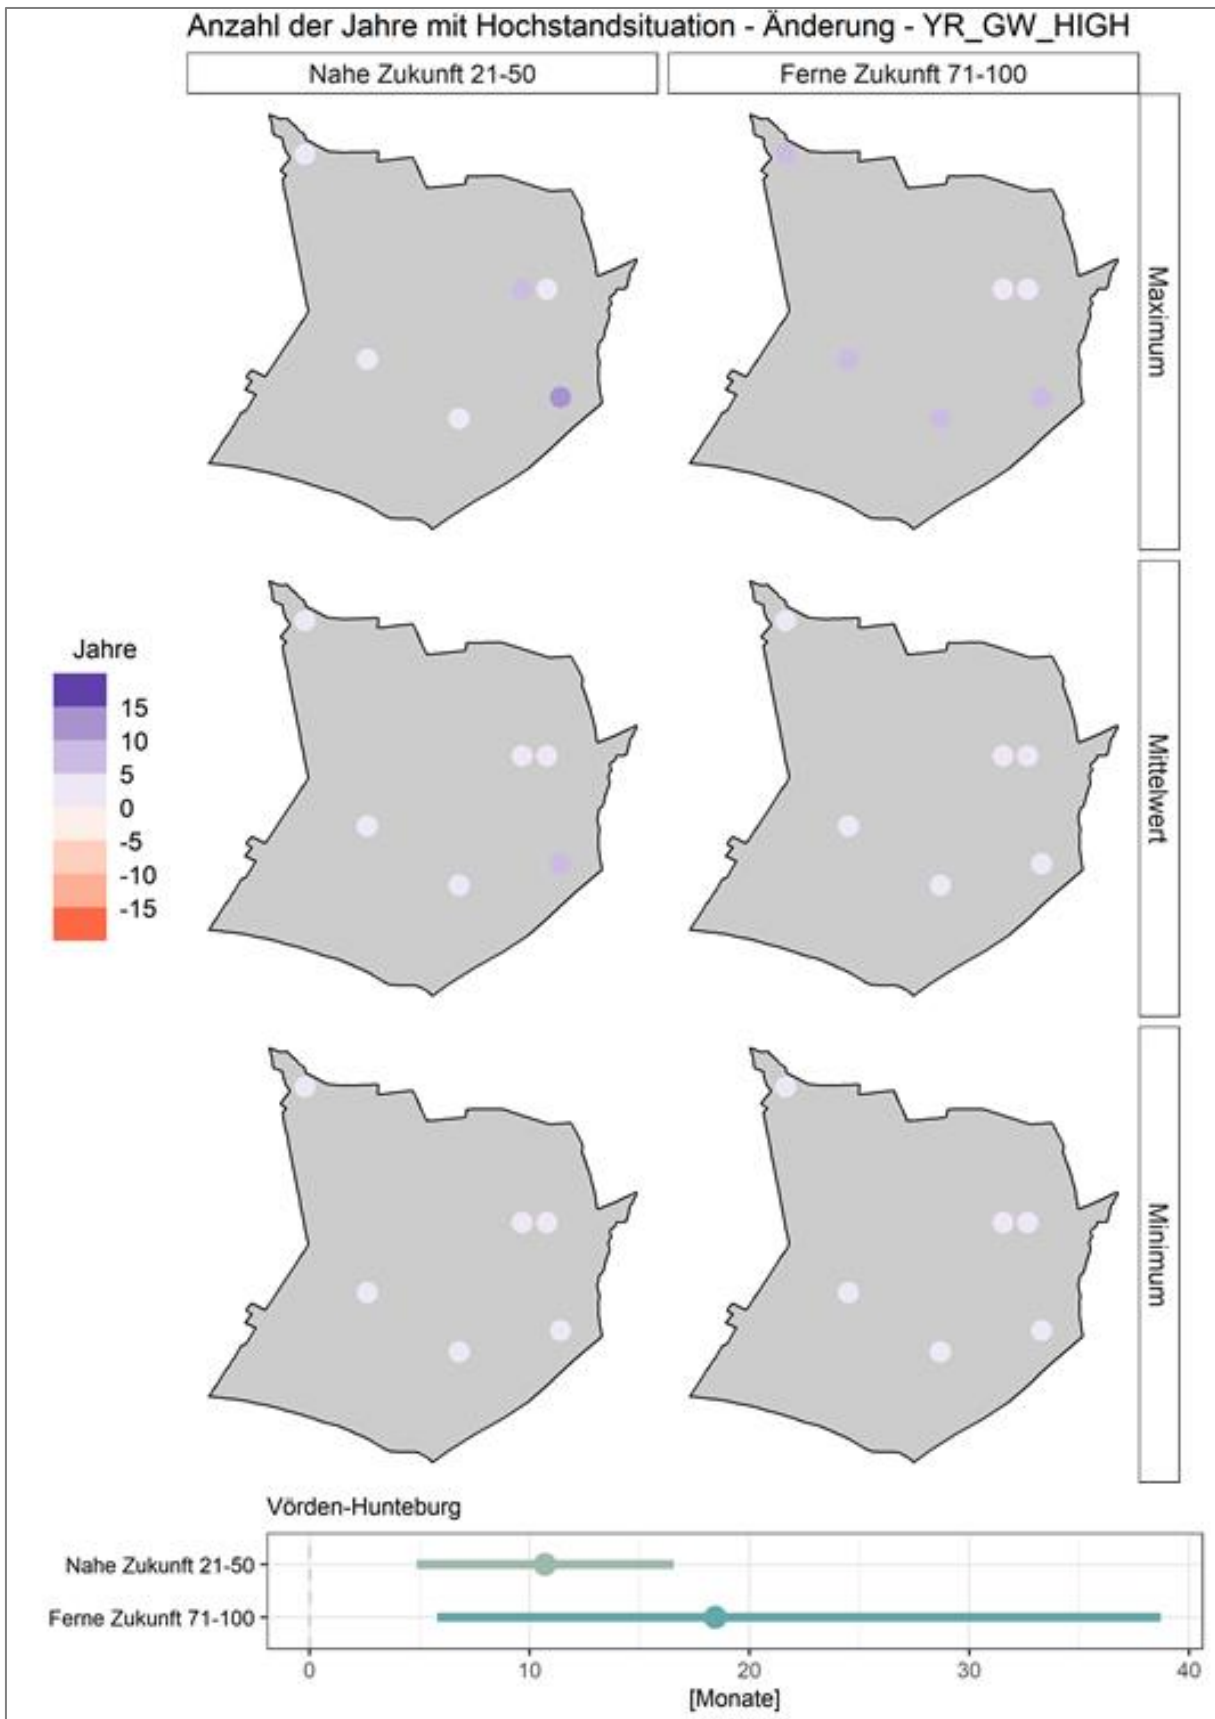 Anzahl der Jahre mit Hochstandsituation - Änderung - YR_GW_HIGH
Nahe Zukunft 21-50
Ferne Zukunft 71-100
Maximum
Mittelwert
Minimum
Jahre
15
10
5
0
-5
-10
-15
Vörden-Hunteburg
Nahe Zukunft 21-50
Ferne Zukunft 71-100
0 10 20 30 40
[Monate]